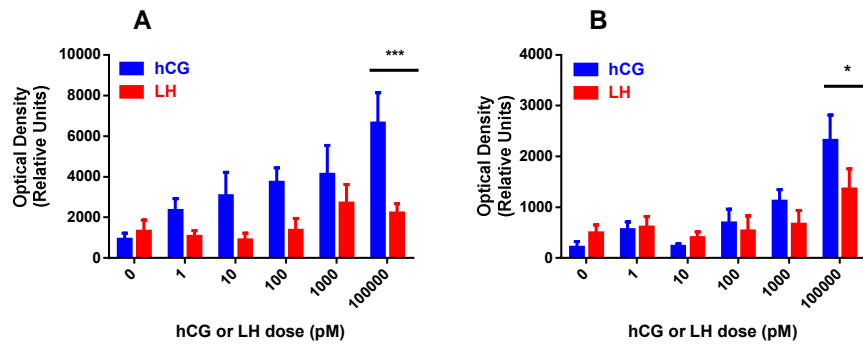 A
Optical Density
(Relative Units)
10000
8000
6000
4000
2000
0
hCG
LH
***
0
1
10
100
1000
100000
hCG or LH dose (pM)
B
Optical Density
(Relative Units)
4000
3000
2000
1000
0
hCG
LH
*
0
1
10
100
1000
100000
hCG or LH dose (pM)